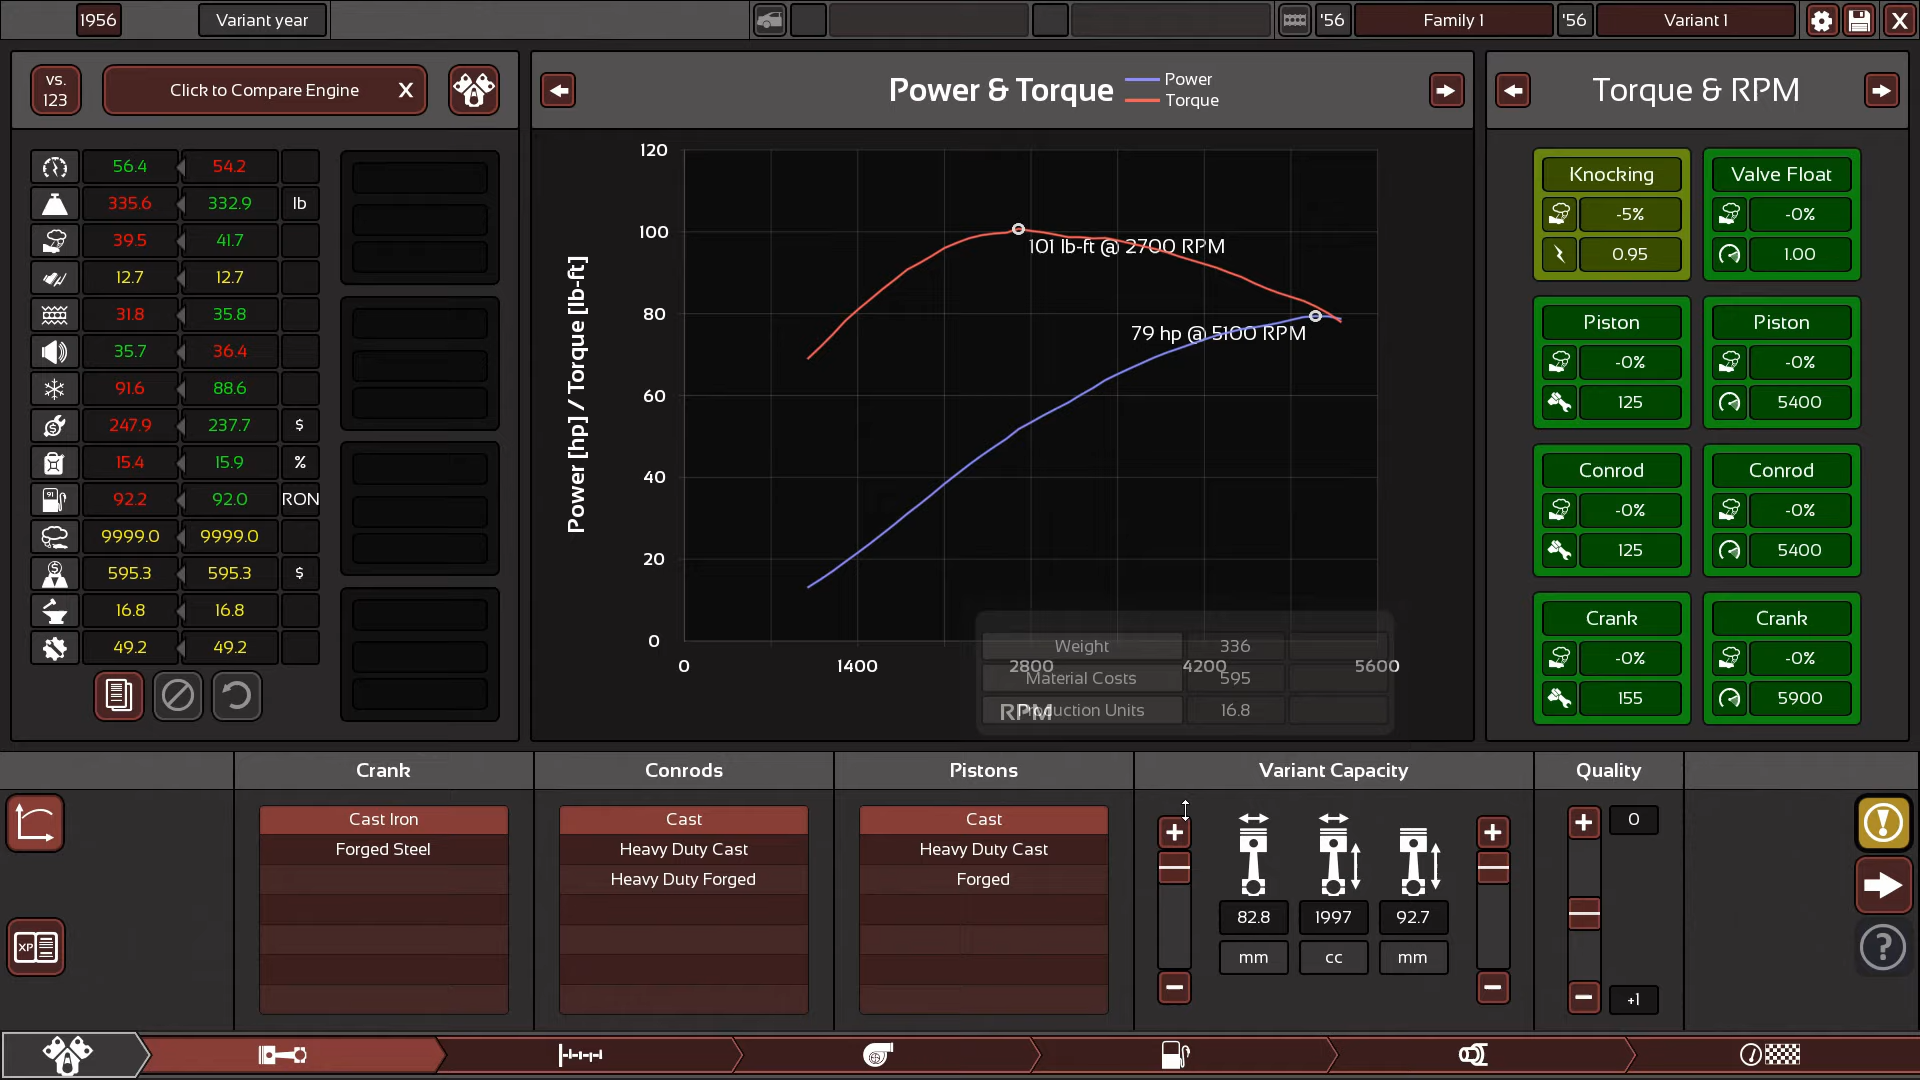 1956
Variant year
'56
Family 1
'56
Variant 1
X
vs.
123
Click to Compare Engine
X
Power & Torque
Power
Torque
Torque & RPM
56.4 54.2
335.6 332.9 lb
39.5 41.7
12.7 12.7
31.8 35.8
35.7 36.4
91.6 88.6
247.9 237.7 $
15.4 15.9 %
92.2 92.0 RON
9999.0 9999.0
595.3 595.3 $
16.8 16.8
49.2 49.2
Power [hp] / Torque [lb-ft]
120
100
80
60
40
20
0
101 lb-ft @ 2700 RPM
79 hp @ 5100 RPM
0 1400 2800 4200 5600
RPM
Weight 336
Material Costs 595
Production Units 16.8
Knocking
-5%
0.95
Valve Float
-0%
1.00
Piston
-0%
125
Piston
-0%
5400
Conrod
-0%
125
Conrod
-0%
5400
Crank
-0%
155
Crank
-0%
5900
Crank
Cast Iron
Forged Steel
Conrods
Cast
Heavy Duty Cast
Heavy Duty Forged
Pistons
Cast
Heavy Duty Cast
Forged
Variant Capacity
82.8 1997 92.7
mm cc mm
Quality
0
+1
XP